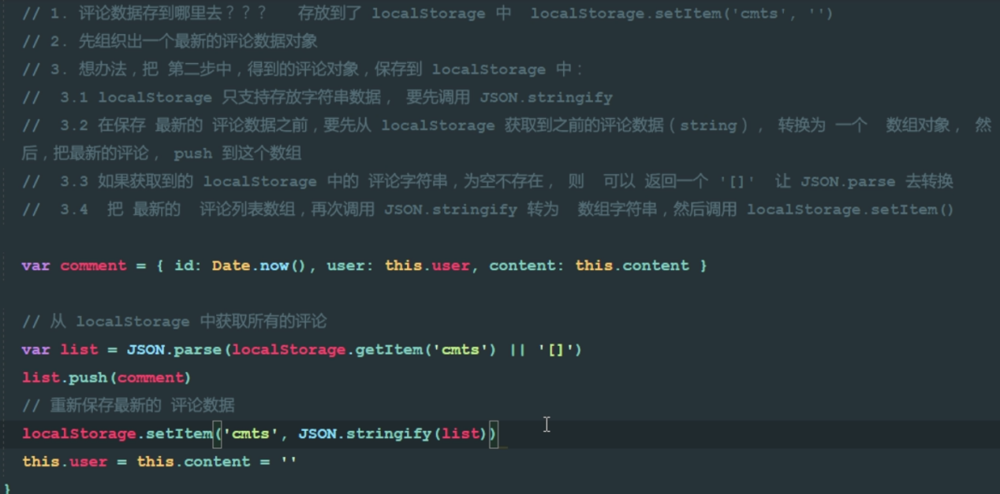 // 1. 评论数据存到哪里去？？？ 存放到了 localStorage 中 localStorage.setItem('cmts', '')
// 2. 先组织出一个最新的评论数据对象
// 3. 想办法，把 第二步中，得到的评论对象，保存到 localStorage 中：
// 3.1 localStorage 只支持存放字符串数据， 要先调用 JSON.stringify
// 3.2 在保存 最新的 评论数据之前，要先从 localStorage 获取到之前的评论数据（string）， 转换为 一个 数组对象， 然
后，把最新的评论， push 到这个数组
// 3.3 如果获取到的 localStorage 中的 评论字符串，为空不存在， 则 可以 返回一个 '[]' 让 JSON.parse 去转换
// 3.4 把 最新的 评论列表数组，再次调用 JSON.stringify 转为 数组字符串，然后调用 localStorage.setItem()
var comment = { id: Date.now(), user: this.user, content: this.content }
// 从 localStorage 中获取所有的评论
var list = JSON.parse(localStorage.getItem('cmts') || '[]')
list.push(comment)
// 重新保存最新的 评论数据
localStorage.setItem('cmts', JSON.stringify(list))
this.user = this.content = ''
}